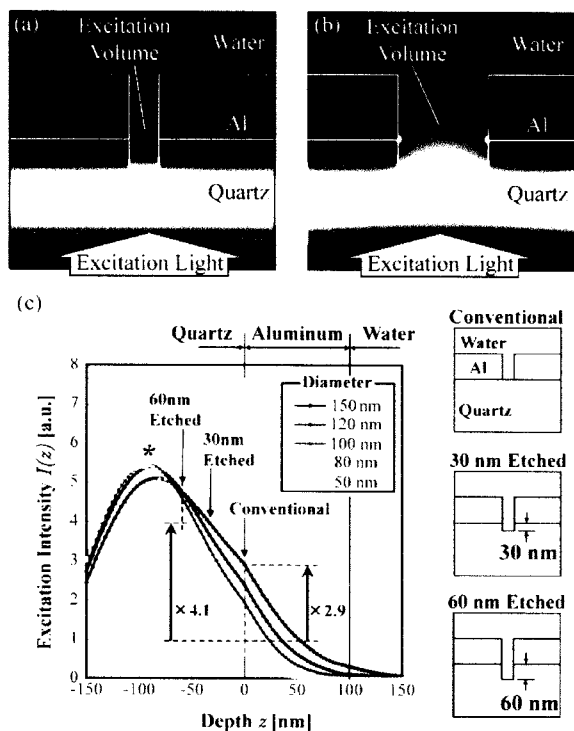 (a)
Excitation
Volume
Water
Al
Quartz
Excitation Light
(b)
Excitation
Volume
Water
Al
Quartz
Excitation Light
(c)
Quartz
Aluminum
Water
60nm
Etched
30nm
Etched
Conventional
Diameter
150 nm
120 nm
100 nm
80 nm
50 nm
*
× 4.1
× 2.9
Excitation Intensity I(z) [a.u.]
8
7
6
5
4
3
2
1
0
-150
-100
-50
0
50
100
150
Depth z [nm]
Conventional
Water
Al
Quartz
30 nm Etched
30 nm
60 nm Etched
60 nm